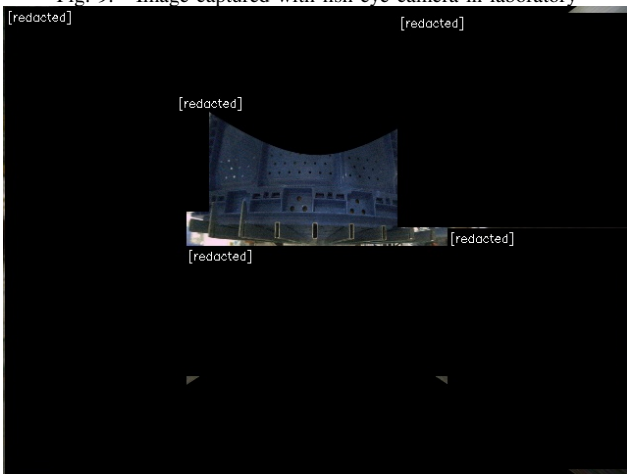 Fig. 9. Image captured with fish eye camera in laboratory
[redacted]
[redacted]
[redacted]
[redacted]
[redacted]